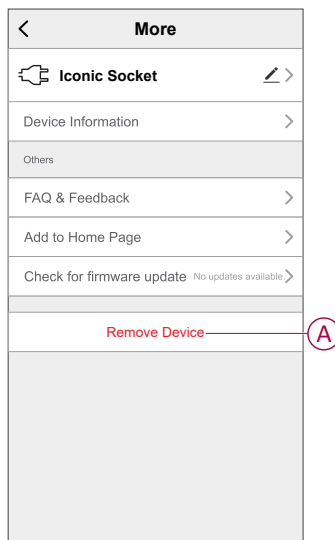 More
Iconic Socket
Device Information
Others
FAQ & Feedback
Add to Home Page
Check for firmware update No updates available.
Remove Device
A